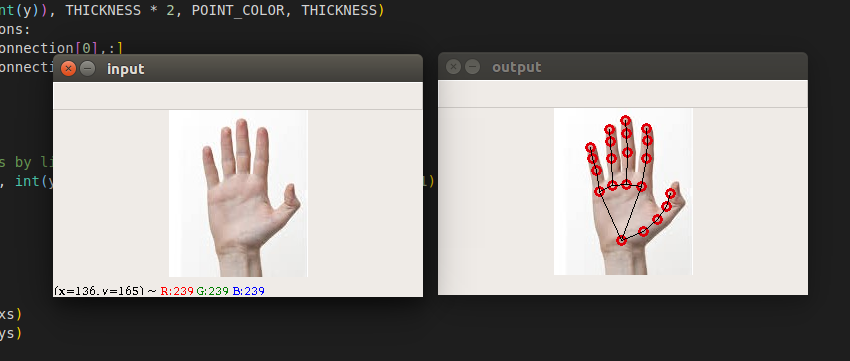 nt(y)), THICKNESS * 2, POINT_COLOR, THICKNESS)
ons:
onnection[0],:]
onnecti
input
output
s by li
, int(y
1)
(x=136, y=165) ~ R:239 G:239 B:239
xs)
ys)